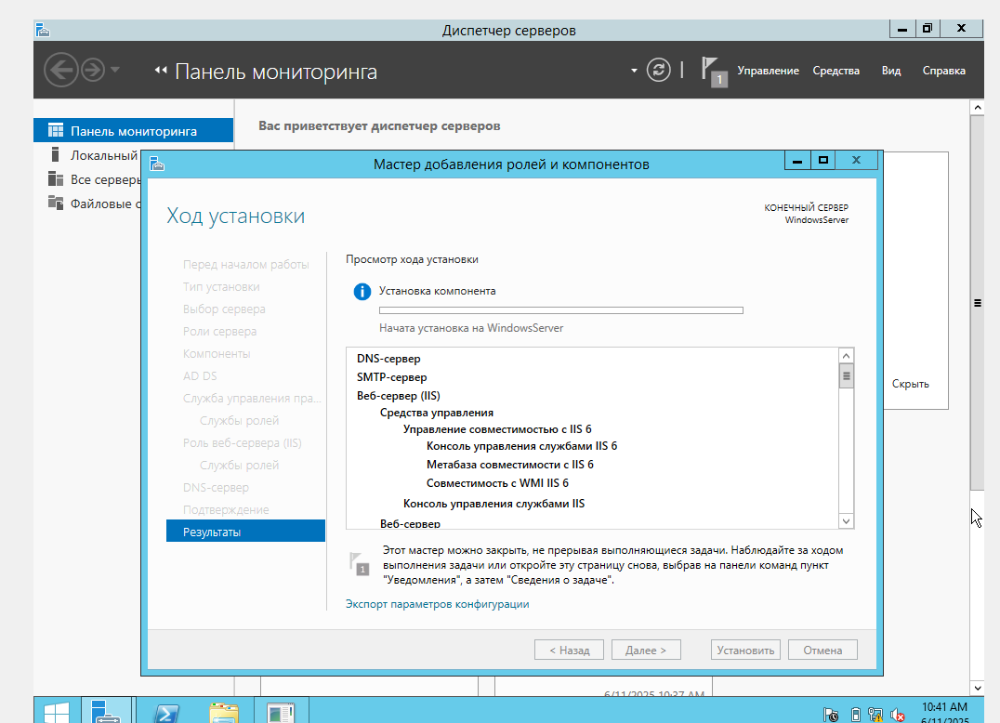 Диспетчер серверов
Панель мониторинга
1
Управление Средства Вид Справка
Панель мониторинга
Локальный
Все серверы
Файловые с
Вас приветствует диспетчер серверов
Скрыть
Мастер добавления ролей и компонентов
Ход установки
КОНЕЧНЫЙ СЕРВЕР
WindowsServer
Перед началом работы
Тип установки
Выбор сервера
Роли сервера
Компоненты
AD DS
Служба управления пра...
Службы ролей
Роль веб-сервера (IIS)
Службы ролей
DNS-сервер
Подтверждение
Результаты
Просмотр хода установки
Установка компонента
Начата установка на WindowsServer
DNS-сервер
SMTP-сервер
Веб-сервер (IIS)
Средства управления
Управление совместимостью с IIS 6
Консоль управления службами IIS 6
Метабаза совместимости с IIS 6
Совместимость с WMI IIS 6
Консоль управления службами IIS
Веб-сервер
1
Этот мастер можно закрыть, не прерывая выполняющиеся задачи. Наблюдайте за ходом
выполнения задачи или откройте эту страницу снова, выбрав на панели команд пункт
"Уведомления", а затем "Сведения о задаче".
Экспорт параметров конфигурации
< Назад Далее > Установить Отмена
6/11/2025 10:37 AM
10:41 AM
6/11/2025